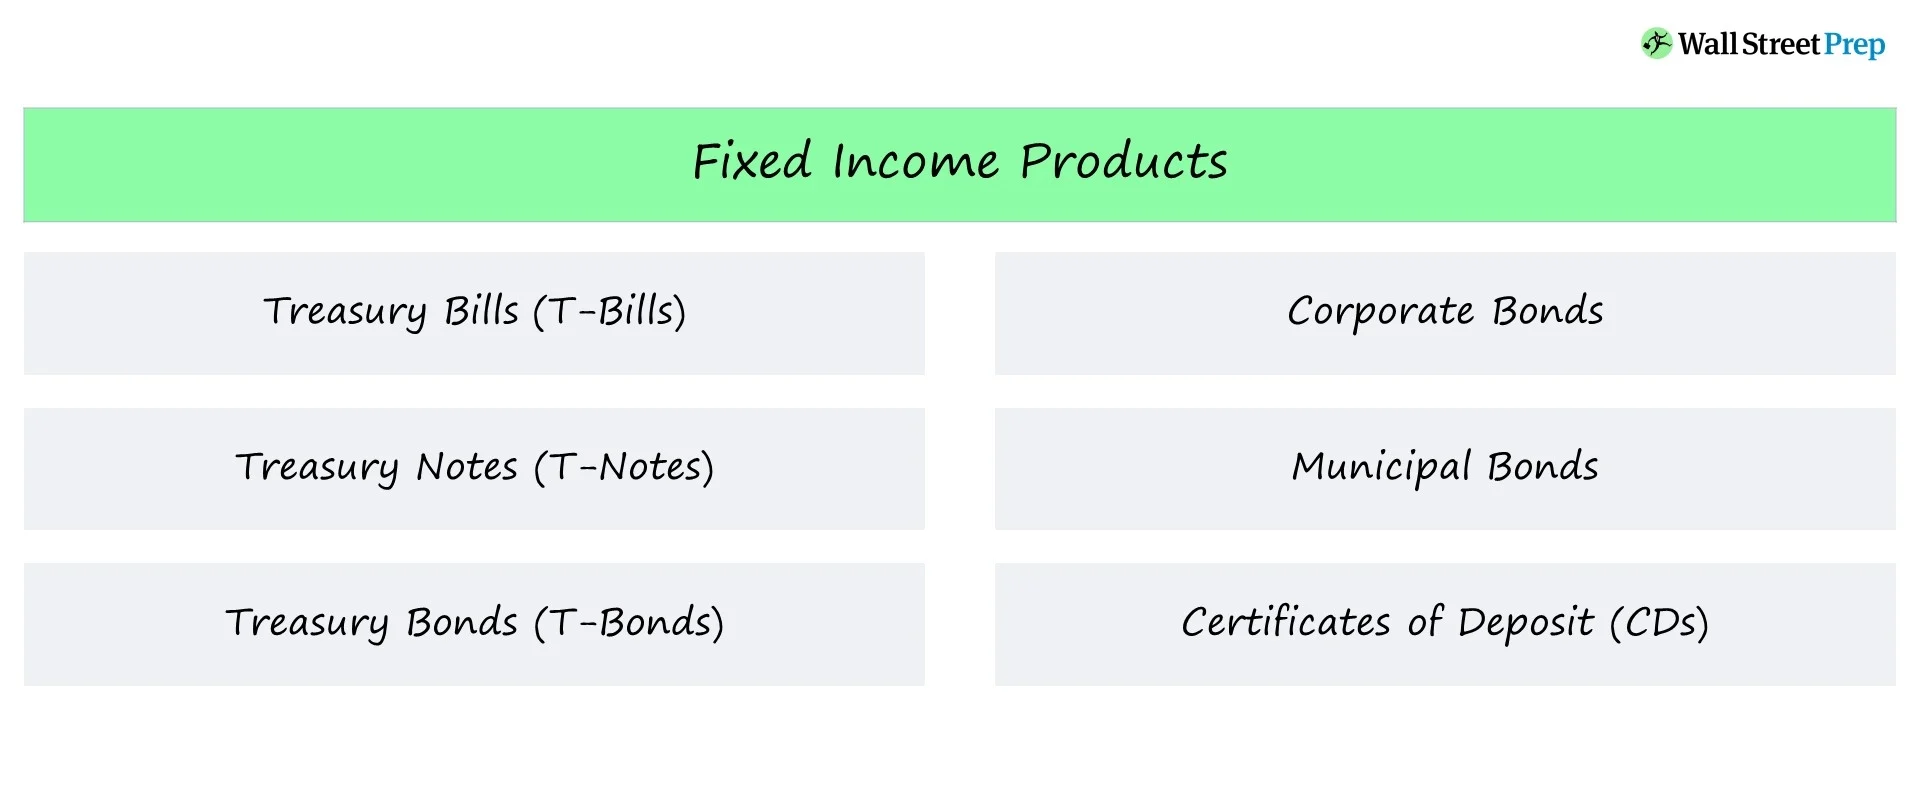 Wall Street Prep
Fixed Income Products
Treasury Bills (T-Bills)
Corporate Bonds
Treasury Notes (T-Notes)
Municipal Bonds
Treasury Bonds (T-Bonds)
Certificates of Deposit (CDs)